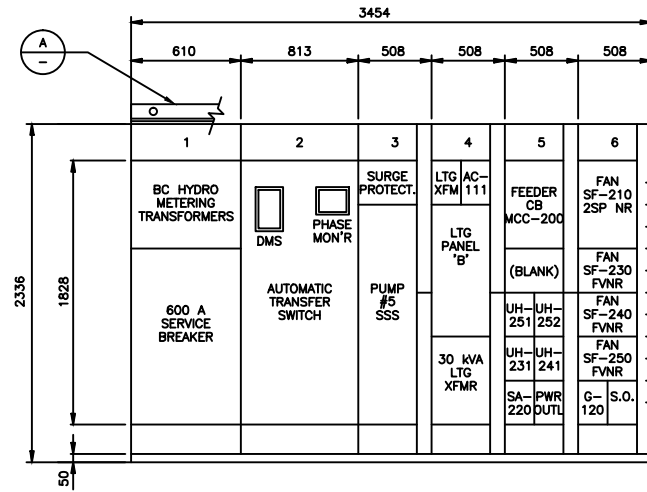 3454
A
–
610
813
508
508
508
508
1
2
3
4
5
6
BC HYDRO
METERING
TRANSFORMERS
600 A
SERVICE
BREAKER
DMS
PHASE
MON'R
AUTOMATIC
TRANSFER
SWITCH
SURGE
PROTECT.
PUMP
#5
SSS
LTG
XFM
AC-
111
LTG
PANEL
'B'
30 kVA
LTG
XFMR
FEEDER
CB
MCC-200
(BLANK)
UH-
251
UH-
252
UH-
231
UH-
241
SA-
220
PWR
OUTL
FAN
SF-210
2SP NR
FAN
SF-230
FVNR
FAN
SF-240
FVNR
FAN
SF-250
FVNR
G-
120
S.O.
2336
1828
50